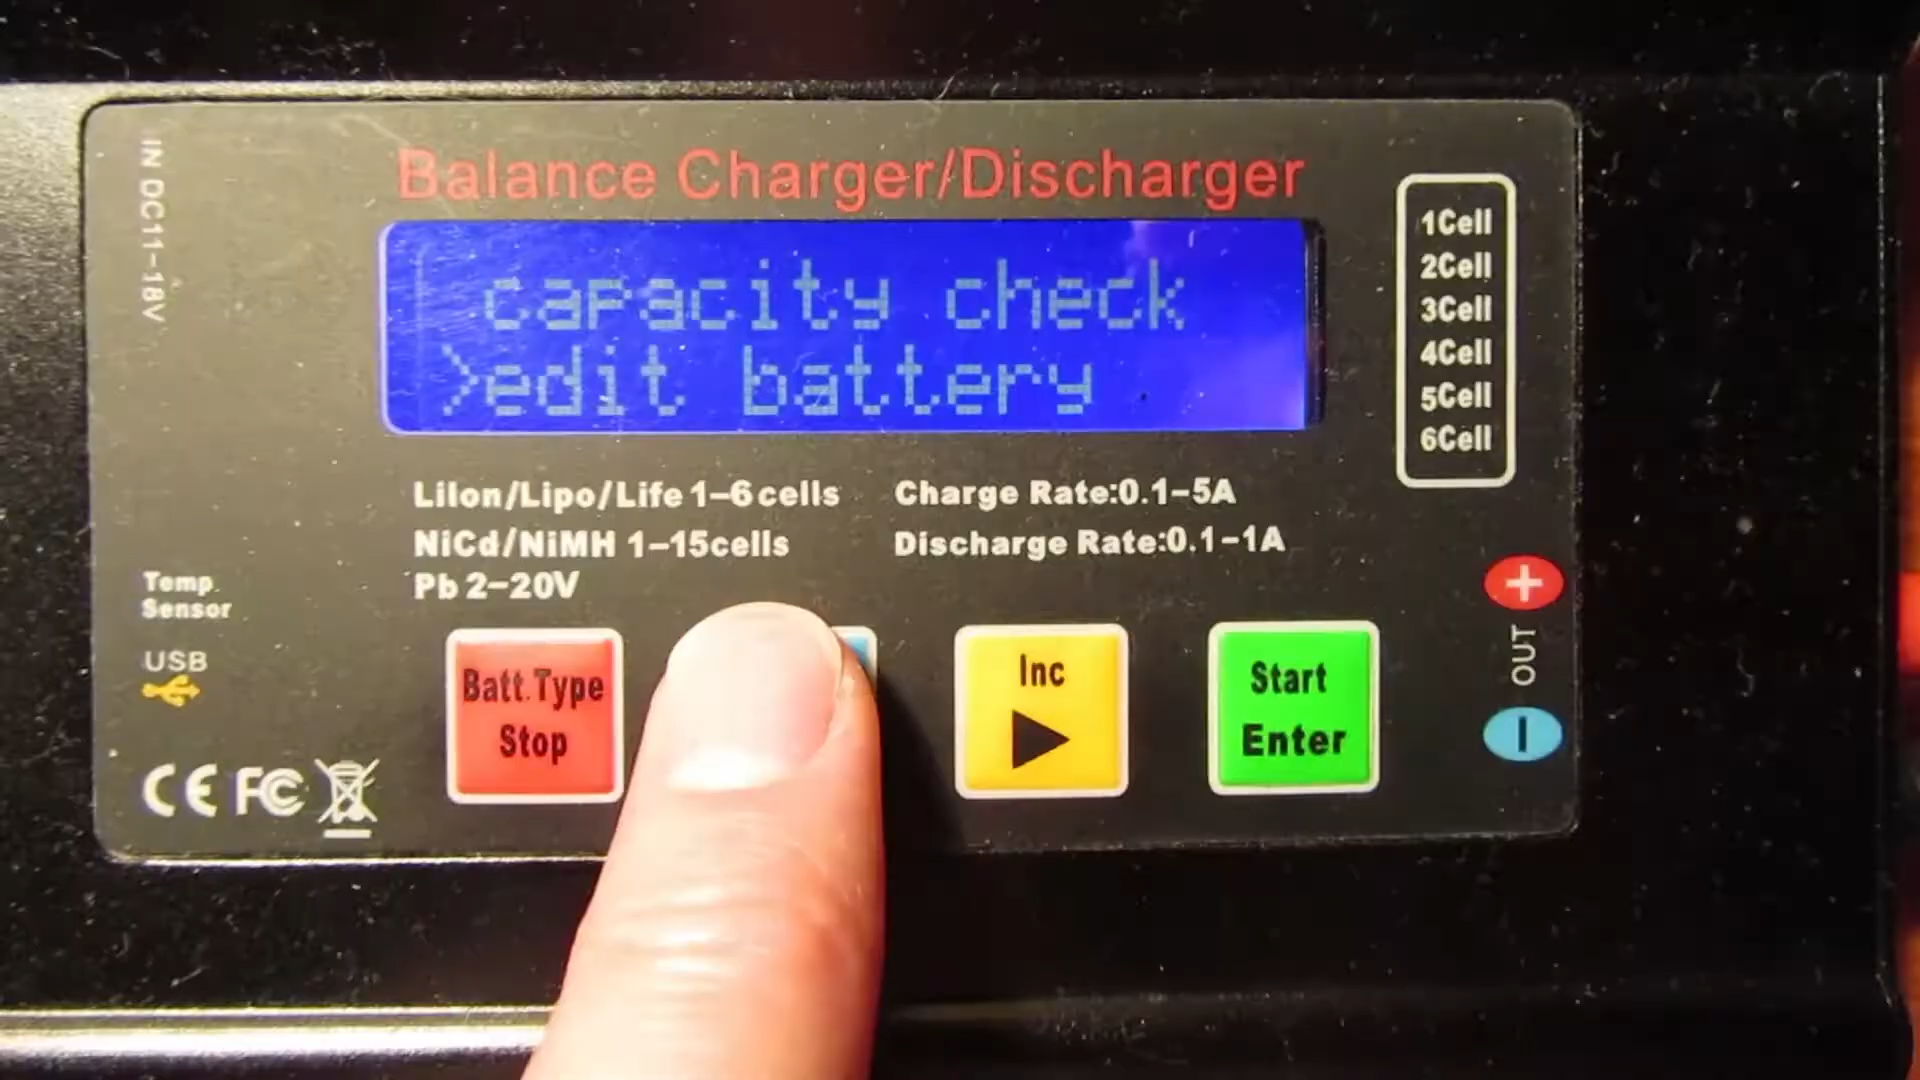 IN DC11-18V
Balance Charger/Discharger
capacity check
>edit battery
1Cell
2Cell
3Cell
4Cell
5Cell
6Cell
LiIon/Lipo/Life 1-6 cells
Charge Rate:0.1-5A
NiCd/NiMH 1-15cells
Discharge Rate:0.1-1A
Pb 2-20V
Temp.
Sensor
USB
Batt.Type
Stop
Inc
Start
Enter
+
OUT
-
CE FC